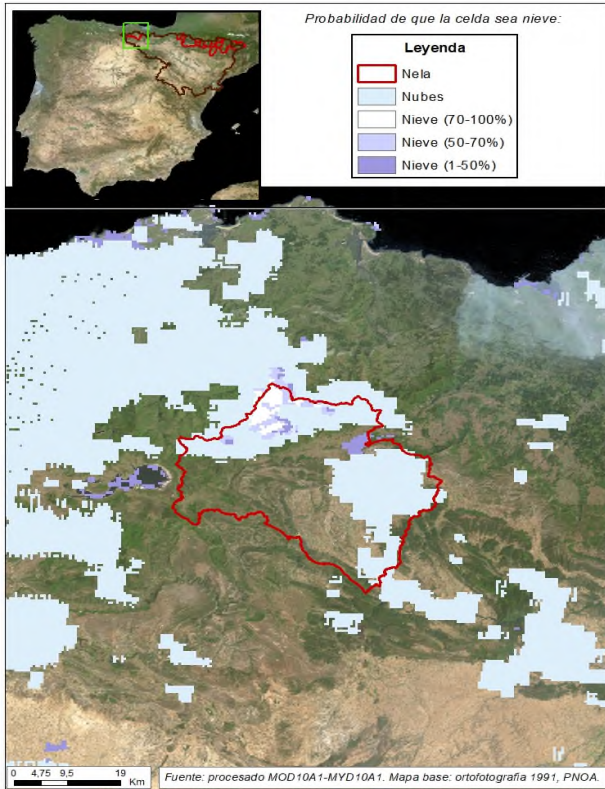 Probabilidad de que la celda sea nieve:
Leyenda
Nela
Nubes
Nieve (70-100%)
Nieve (50-70%)
Nieve (1-50%)
0 4,75 9,5 19
Km
Fuente: procesado MOD10A1-MYD10A1. Mapa base: ortofotografía 1991, PNOA.